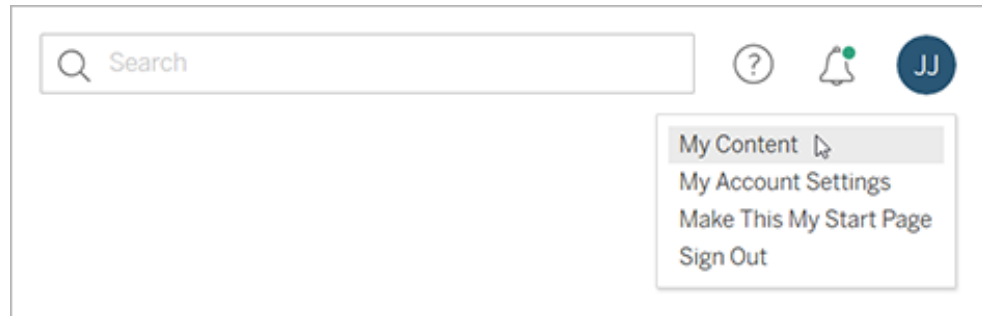 Search
?
JJ
My Content
My Account Settings
Make This My Start Page
Sign Out